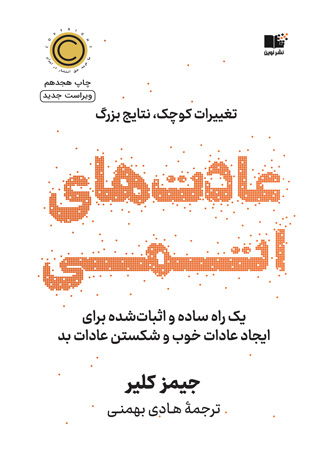 نشر نوین
COPYRIGHT
چاپ هجدهم
ویراست جدید
تغییرات کوچک، نتایج بزرگ
عادت‌های
اتمی
یک راه ساده و اثبات‌شده برای
ایجاد عادات خوب و شکستن عادات بد
جیمز کلیر
ترجمهٔ هادی بهمنی